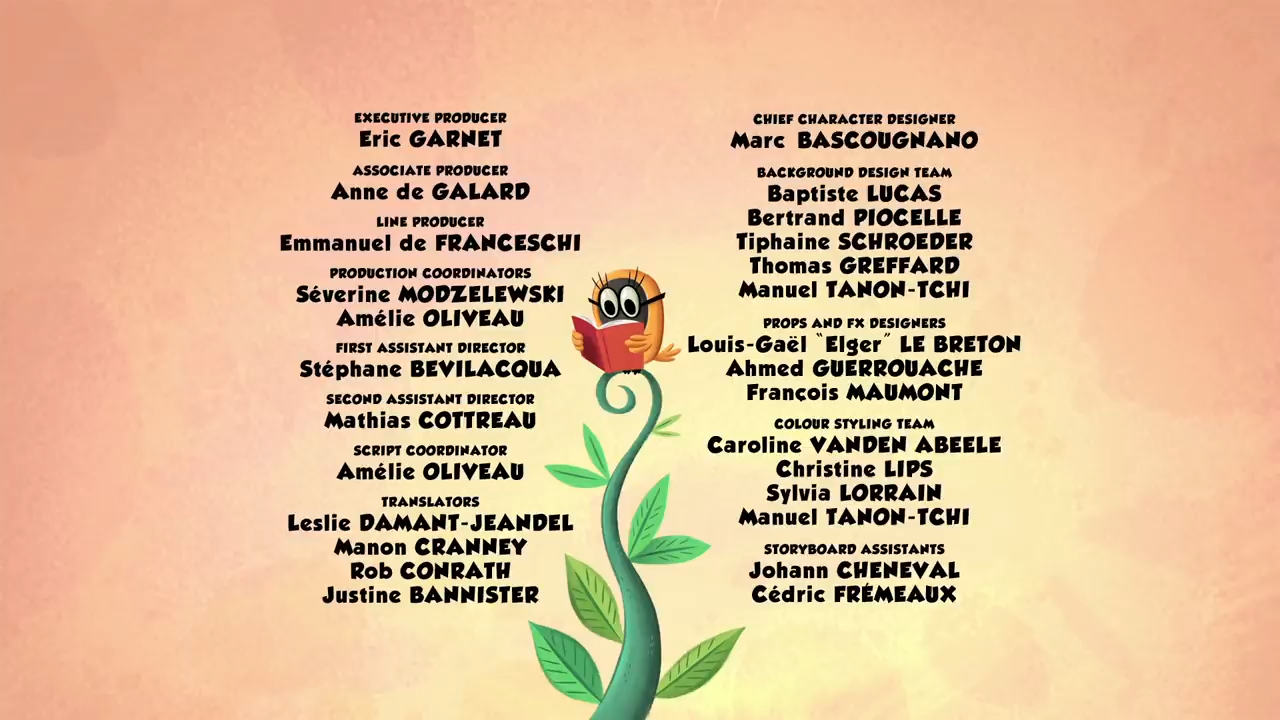 EXECUTIVE PRODUCER
Eric GARNET
ASSOCIATE PRODUCER
Anne de GALARD
LINE PRODUCER
Emmanuel de FRANCESCHI
PRODUCTION COORDINATORS
Séverine MODZELEWSKI
Amélie OLIVEAU
FIRST ASSISTANT DIRECTOR
Stéphane BEVILACQUA
SECOND ASSISTANT DIRECTOR
Mathias COTTREAU
SCRIPT COORDINATOR
Amélie OLIVEAU
TRANSLATORS
Leslie DAMANT-JEANDEL
Manon CRANNEY
Rob CONRATH
Justine BANNISTER
CHIEF CHARACTER DESIGNER
Marc BASCOUGNANO
BACKGROUND DESIGN TEAM
Baptiste LUCAS
Bertrand PIOCELLE
Tiphaine SCHROEDER
Thomas GREFFARD
Manuel TANON-TCHI
PROPS AND FX DESIGNERS
Louis-Gaël "Elger" LE BRETON
Ahmed GUERROUACHE
François MAUMONT
COLOUR STYLING TEAM
Caroline VANDEN ABEELE
Christine LIPS
Sylvia LORRAIN
Manuel TANON-TCHI
STORYBOARD ASSISTANTS
Johann CHENEVAL
Cédric FRÉMEAUX